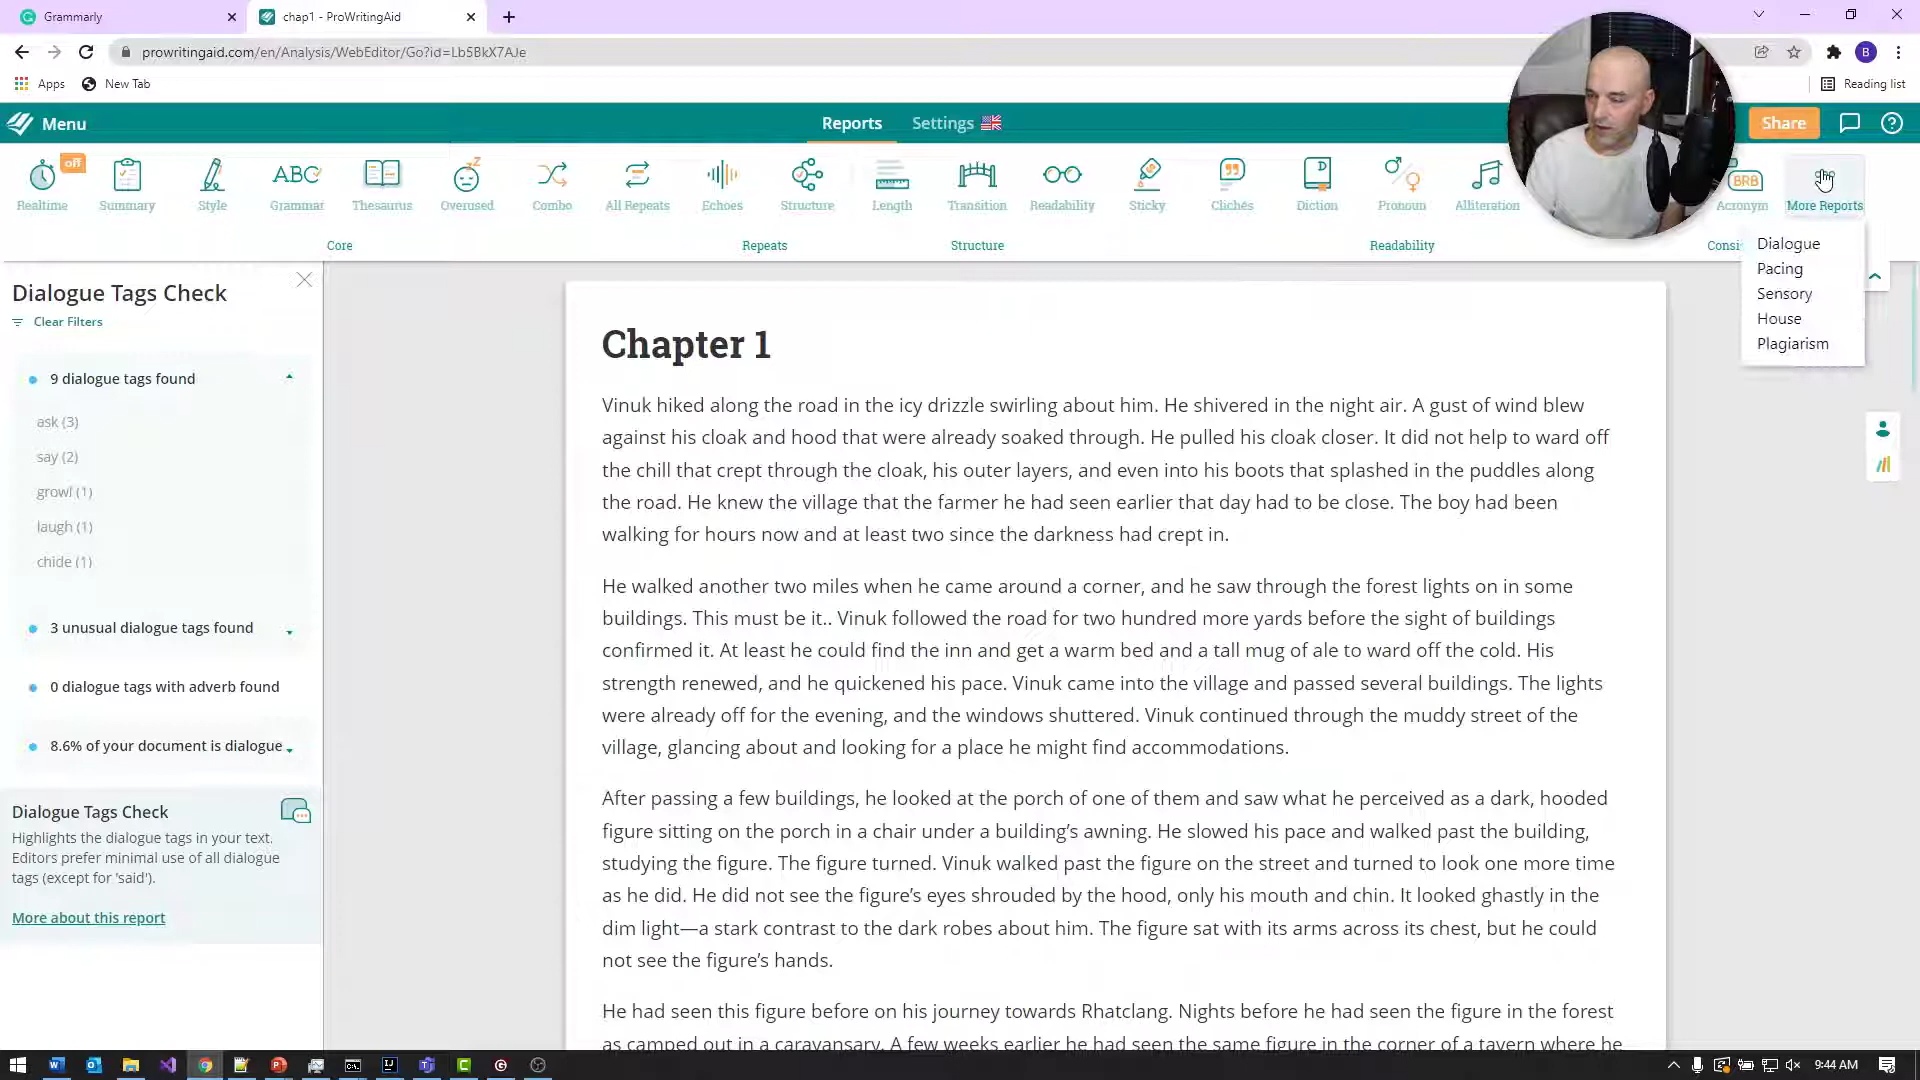 Grammarly
chap1 - ProWritingAid
prowritingaid.com/en/Analysis/WebEditor/Go?id=Lb5BkX7AJe
B
Apps
New Tab
Reading list
Menu
Reports
Settings
Share
off
Realtime
Summary
Style
ABC
Grammar
Thesaurus
Overused
Combo
All Repeats
Echoes
Structure
Length
Transition
Readability
Sticky
Clichés
D
Diction
Pronoun
Alliteration
BRB
Acronym
More Reports
Core
Repeats
Structure
Readability
Consi
Dialogue
Pacing
Sensory
House
Plagiarism
Dialogue Tags Check
Clear Filters
9 dialogue tags found
ask (3)
say (2)
growl (1)
laugh (1)
chide (1)
3 unusual dialogue tags found
0 dialogue tags with adverb found
8.6% of your document is dialogue
Dialogue Tags Check
Highlights the dialogue tags in your text.
Editors prefer minimal use of all dialogue
tags (except for 'said').
More about this report
Chapter 1
Vinuk hiked along the road in the icy drizzle swirling about him. He shivered in the night air. A gust of wind blew
against his cloak and hood that were already soaked through. He pulled his cloak closer. It did not help to ward off
the chill that crept through the cloak, his outer layers, and even into his boots that splashed in the puddles along
the road. He knew the village that the farmer he had seen earlier that day had to be close. The boy had been
walking for hours now and at least two since the darkness had crept in.
He walked another two miles when he came around a corner, and he saw through the forest lights on in some
buildings. This must be it.. Vinuk followed the road for two hundred more yards before the sight of buildings
confirmed it. At least he could find the inn and get a warm bed and a tall mug of ale to ward off the cold. His
strength renewed, and he quickened his pace. Vinuk came into the village and passed several buildings. The lights
were already off for the evening, and the windows shuttered. Vinuk continued through the muddy street of the
village, glancing about and looking for a place he might find accommodations.
After passing a few buildings, he looked at the porch of one of them and saw what he perceived as a dark, hooded
figure sitting on the porch in a chair under a building’s awning. He slowed his pace and walked past the building,
studying the figure. The figure turned. Vinuk walked past the figure on the street and turned to look one more time
as he did. He did not see the figure’s eyes shrouded by the hood, only his mouth and chin. It looked ghastly in the
dim light—a stark contrast to the dark robes about him. The figure sat with its arms across its chest, but he could
not see the figure’s hands.
He had seen this figure before on his journey towards Rhatclang. Nights before he had seen the figure in the forest
as camped out in a caravansary. A few weeks earlier he had seen the same figure in the corner of a tavern where he
9:44 AM